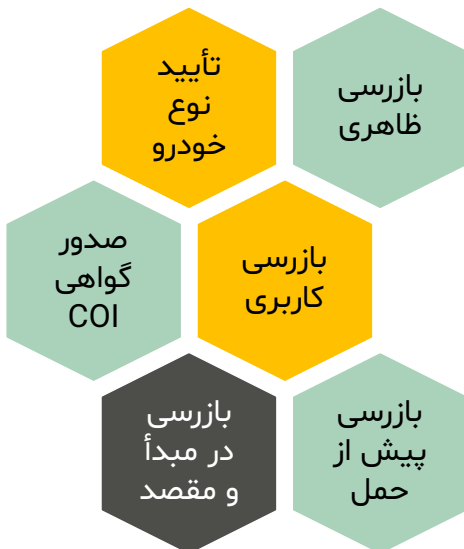 بازرسی
ظاهری
تأیید
نوع
خودرو
بازرسی
کاربری
صدور
گواهی
COI
بازرسی
پیش از
حمل
بازرسی
در مبدأ
و مقصد